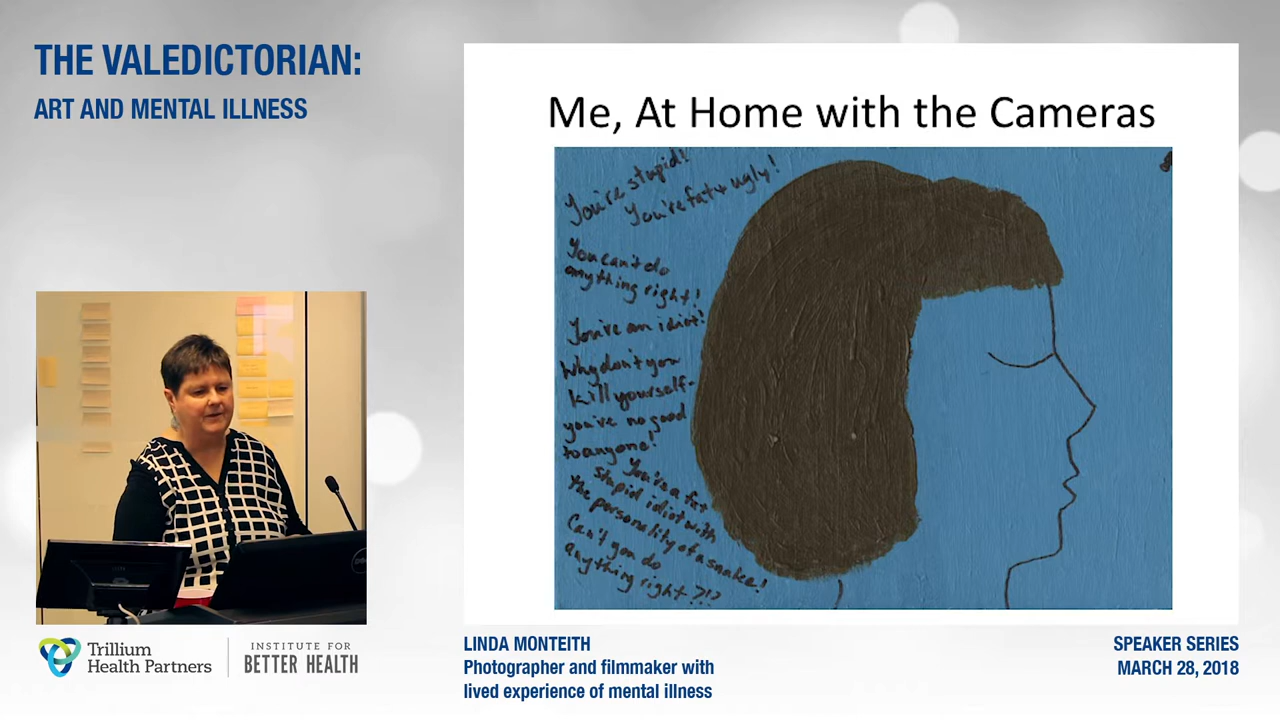 THE VALEDICTORIAN:
ART AND MENTAL ILLNESS
Me, At Home with the Cameras
You're stupid!
You're fat & ugly!
You can't do
anything right!
You're an idiot!
Why don't you
kill yourself-
you're no good
to anyone!
You're a fat
stupid idiot with
the personality of a snake!
Can't you do
anything right?!?
DELL
Trillium
Health Partners
INSTITUTE FOR
BETTER HEALTH
LINDA MONTEITH
Photographer and filmmaker with
lived experience of mental illness
SPEAKER SERIES
MARCH 28, 2018